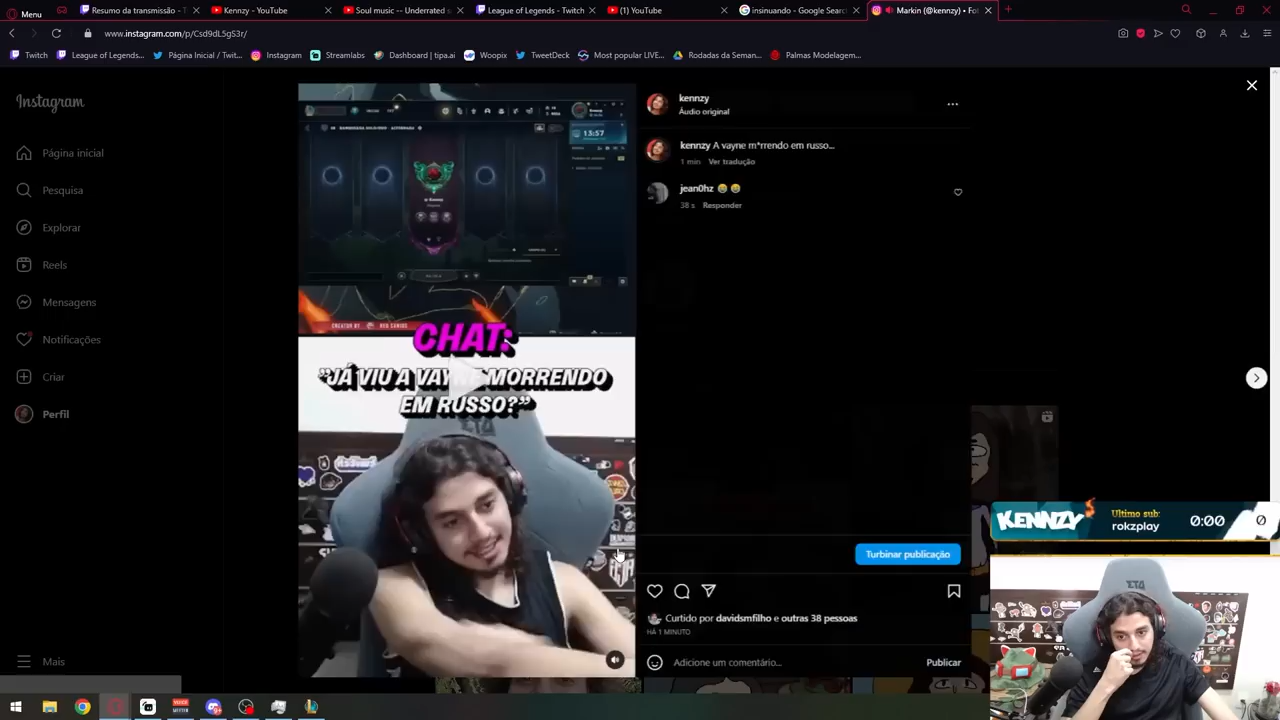 Menu
Resumo da transmissão - T
Kennzy - YouTube
Soul music -- Underrated s
League of Legends - Twitch
(1) YouTube
insinuando - Google Searc
Markin (@kennzy) • Fot
www.instagram.com/p/Csd9dL5gS3r/
Twitch
League of Legends...
Página Inicial / Twit...
Instagram
Streamlabs
Dashboard | tipa.ai
Woopix
TweetDeck
Most popular LIVE...
Rodadas da Seman...
Palmas Modelagem...
Instagram
Página inicial
Pesquisa
Explorar
Reels
Mensagens
Notificações
Criar
Perfil
Mais
13:57
CHAT:
"JÁ VIU A VAYNE MORRENDO
EM RUSSO?"
kennzy
Áudio original
kennzy A vayne m*rrendo em russo...
1 min Ver tradução
jean0hz 😂 😂
38 s Responder
Turbinar publicação
Curtido por davidsmfilho e outras 38 pessoas
HÁ 1 MINUTO
Adicione um comentário...
Publicar
KENNZY
Ultimo sub:
rokzplay
0:00
0